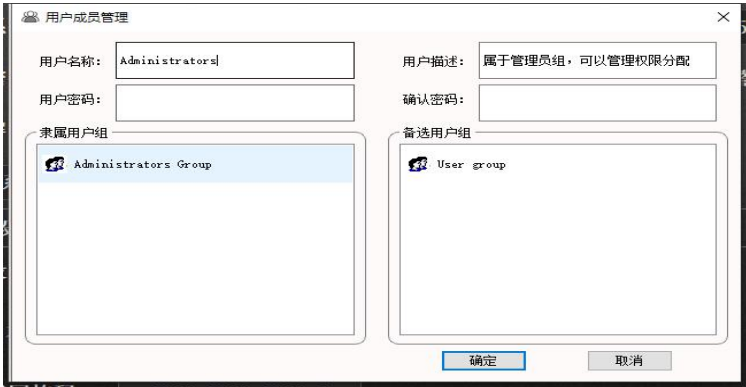 用户成员管理
用户名称: Administrators
用户描述: 属于管理员组，可以管理权限分配
用户密码:
确认密码:
隶属用户组
备选用户组
Administrators Group
User group
确定
取消